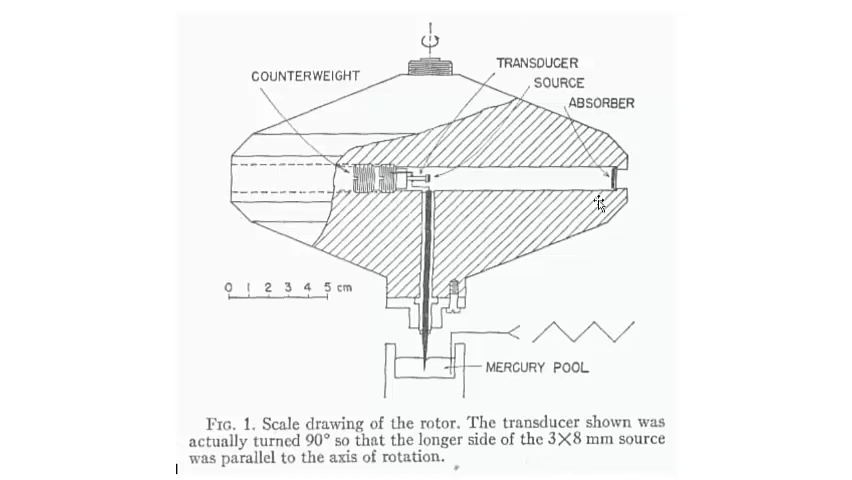 TRANSDUCER
COUNTERWEIGHT
SOURCE
ABSORBER
0 1 2 3 4 5 cm
MERCURY POOL
FIG. 1. Scale drawing of the rotor. The transducer shown was
actually turned 90° so that the longer side of the 3×8 mm source
was parallel to the axis of rotation.